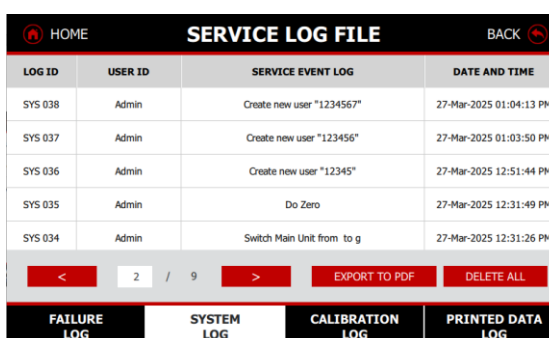 HOME SERVICE LOG FILE BACK
LOG ID USER ID SERVICE EVENT LOG DATE AND TIME
SYS 038 Admin Create new user "1234567" 27-Mar-2025 01:04:13 PM
SYS 037 Admin Create new user "123456" 27-Mar-2025 01:03:50 PM
SYS 036 Admin Create new user "12345" 27-Mar-2025 12:51:44 PM
SYS 035 Admin Do Zero 27-Mar-2025 12:31:49 PM
SYS 034 Admin Switch Main Unit from to g 27-Mar-2025 12:31:26 PM
< 2 / 9 > EXPORT TO PDF DELETE ALL
FAILURE SYSTEM CALIBRATION PRINTED DATA
LOG LOG LOG LOG